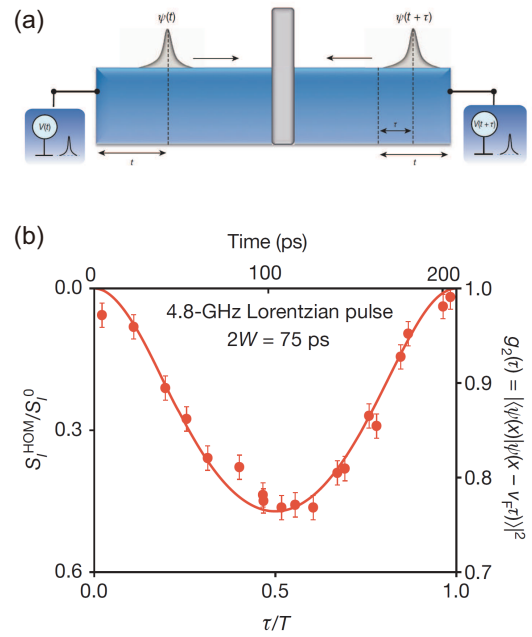 (a)
ψ(t)
ψ(t + τ)
V(t)
V(t + τ)
τ
t
t
(b)
Time (ps)
0
100
200
0.0
1.0
4.8-GHz Lorentzian pulse
2W = 75 ps
0.9
0.3
0.8
0.6
0.7
S_I^HOM/S_I^0
g₂(t) = |⟨ψ(x)|ψ(x − v_Fτ)⟩|²
0.0
0.5
1.0
τ/T